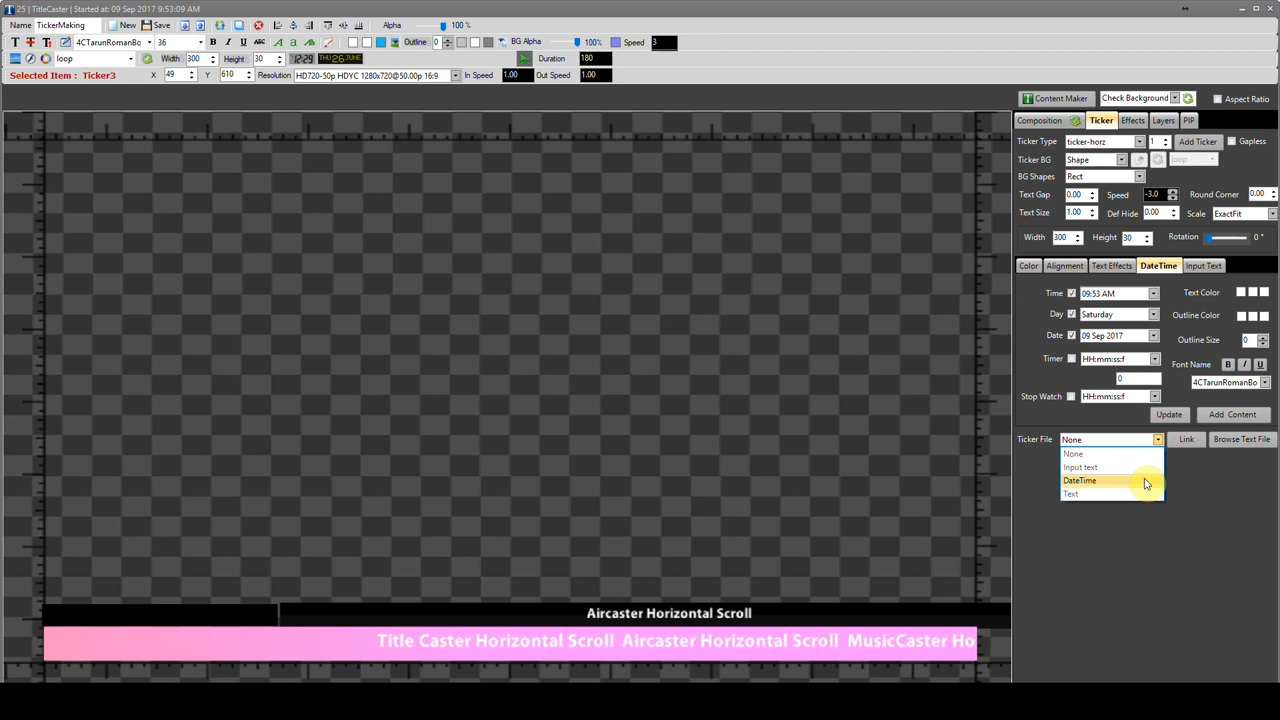 25 | TitleCaster | Started at: 09 Sep 2017 9:53:09 AM
Name TickerMaking New Save Alpha 100 %
4CTarunRomanBo 36 B I U ABC A a a Outline 0 BG Alpha 100% Speed 3
loop Width 300 Height 30 12:29 THU 26 JUNE Duration 180
Selected Item : Ticker3 X 49 Y 610 Resolution HD720-50p HDYC 1280x720@50.00p 16:9 In Speed 1.00 Out Speed 1.00
Content Maker Check Background Aspect Ratio
Composition Ticker Effects Layers PIP
Ticker Type ticker-horz 1 Add Ticker Gapless
Ticker BG Shape loop
BG Shapes Rect
Text Gap 0.00 Speed -3.0 Round Corner 0.00
Text Size 1.00 Def Hide 0.00 Scale ExactFit
Width 300 Height 30 Rotation 0 °
Color Alignment Text Effects DateTime Input Text
Time 09:53 AM Text Color
Day Saturday Outline Color
Date 09 Sep 2017 Outline Size 0
Timer HH:mm:ss:f Font Name B I U
0 4CTarunRomanBo
Stop Watch HH:mm:ss:f
Update Add Content
Ticker File None Link Browse Text File
None
Input text
DateTime
Text
Aircaster Horizontal Scroll
Title Caster Horizontal Scroll Aircaster Horizontal Scroll MusicCaster Ho